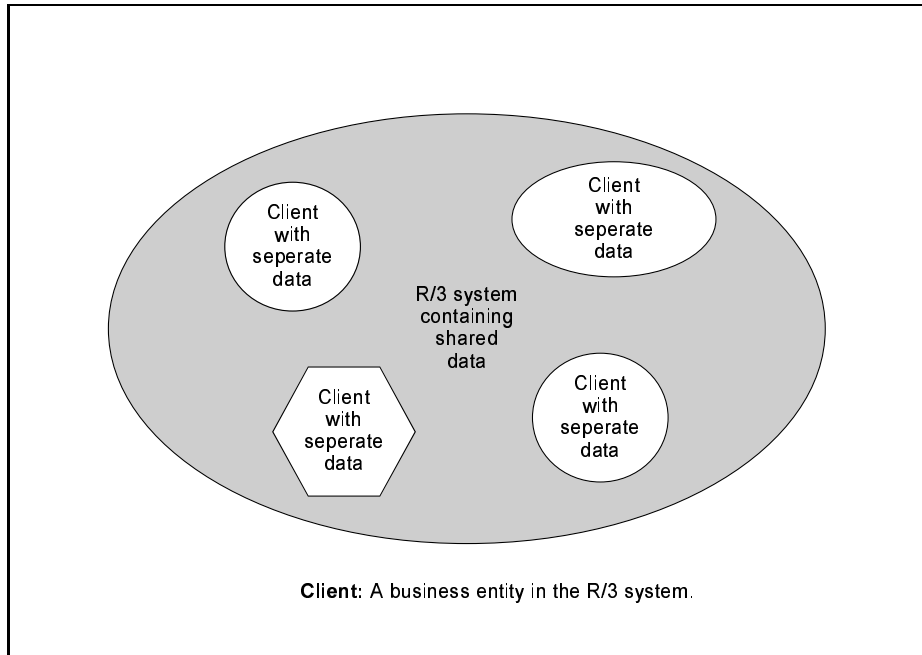 Client
with
seperate
data
Client
with
seperate
data
R/3 system
containing
shared
data
Client
with
seperate
data
Client
with
seperate
data
Client: A business entity in the R/3 system.